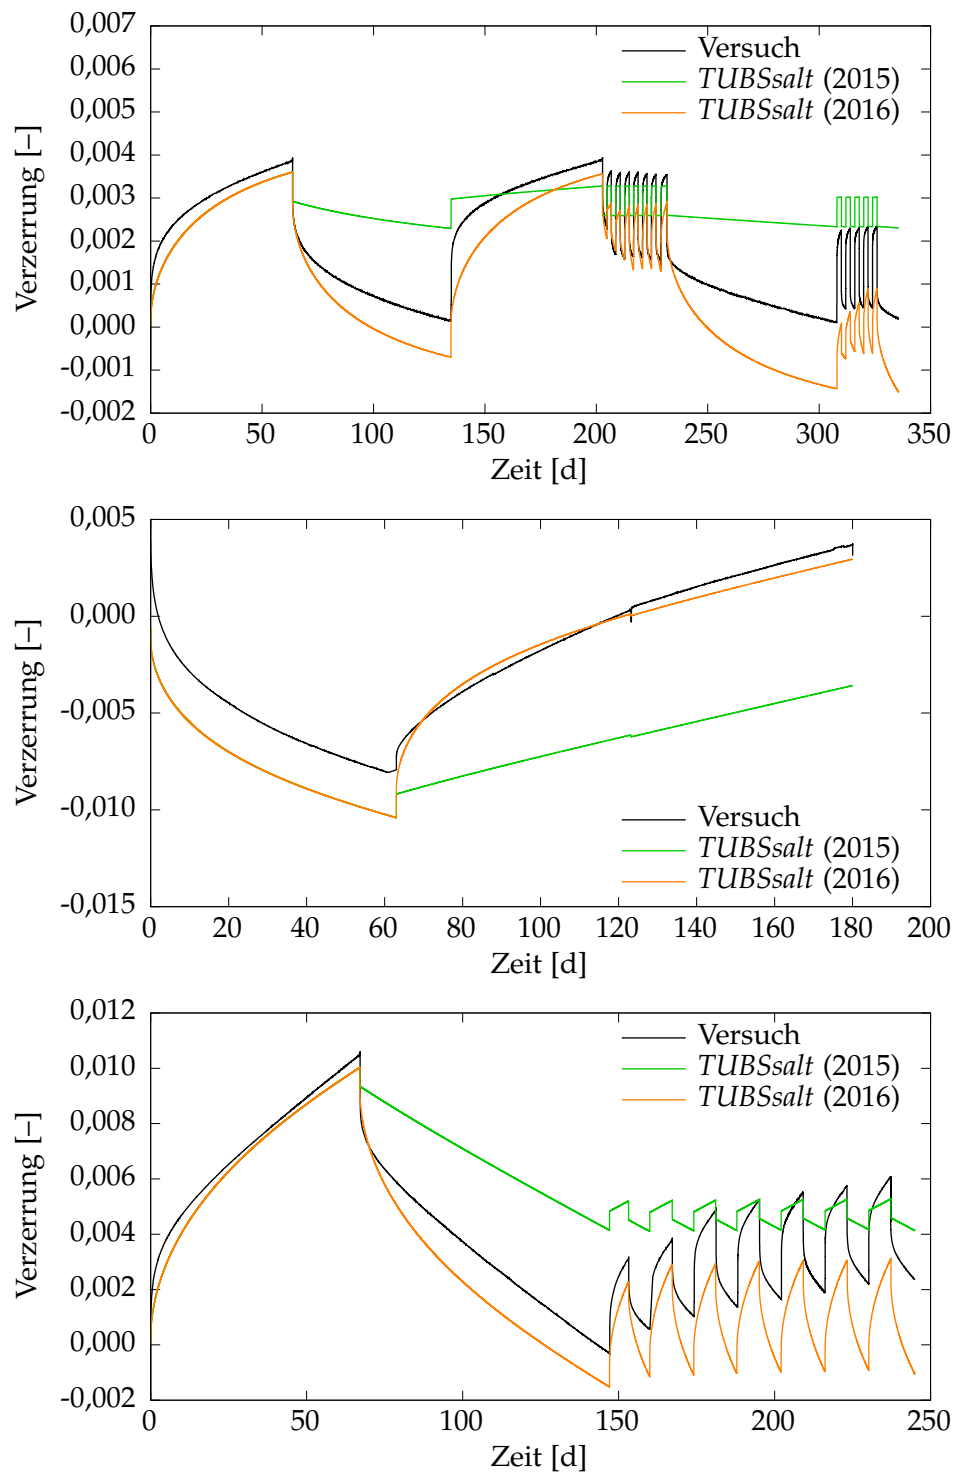 0,007
0,006
0,005
0,004
0,003
0,002
0,001
0,000
-0,001
-0,002
Verzerrung [–]
0 50 100 150 200 250 300 350
Zeit [d]
Versuch
TUBSsalt (2015)
TUBSsalt (2016)
0,005
0,000
-0,005
-0,010
-0,015
Verzerrung [–]
0 20 40 60 80 100 120 140 160 180 200
Zeit [d]
Versuch
TUBSsalt (2015)
TUBSsalt (2016)
0,012
0,010
0,008
0,006
0,004
0,002
0,000
-0,002
Verzerrung [–]
0 50 100 150 200 250
Zeit [d]
Versuch
TUBSsalt (2015)
TUBSsalt (2016)